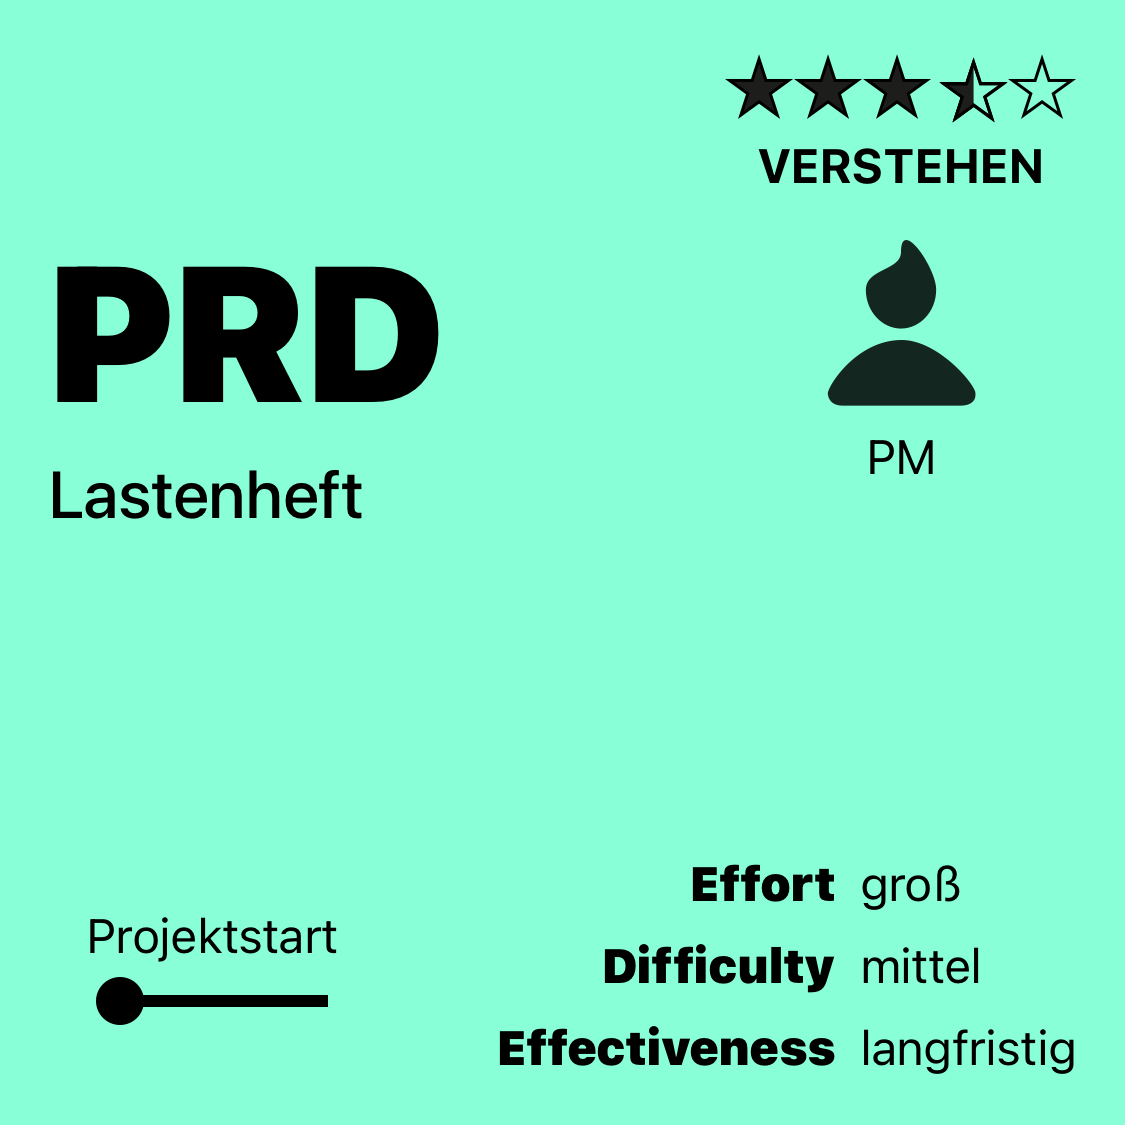 VERSTEHEN
PRD
Lastenheft
PM
Projektstart
Effort groß
Difficulty mittel
Effectiveness langfristig